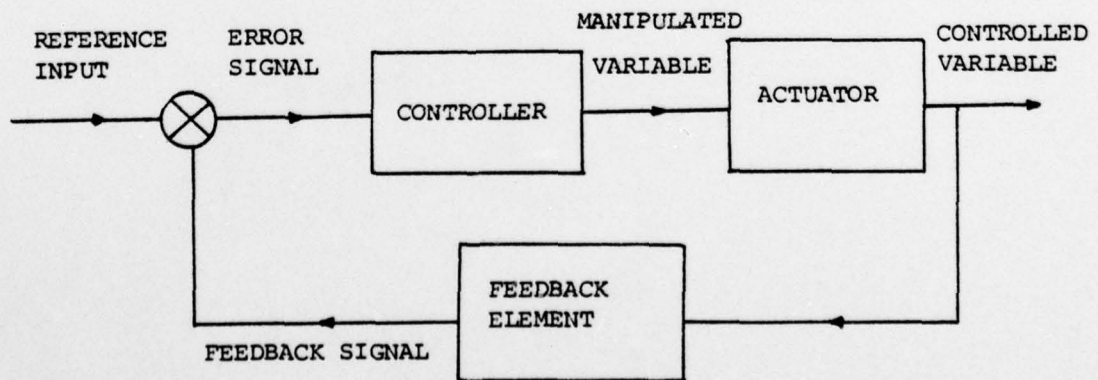 REFERENCE
INPUT
ERROR
SIGNAL
CONTROLLER
MANIPULATED
VARIABLE
ACTUATOR
CONTROLLED
VARIABLE
FEEDBACK
ELEMENT
FEEDBACK SIGNAL